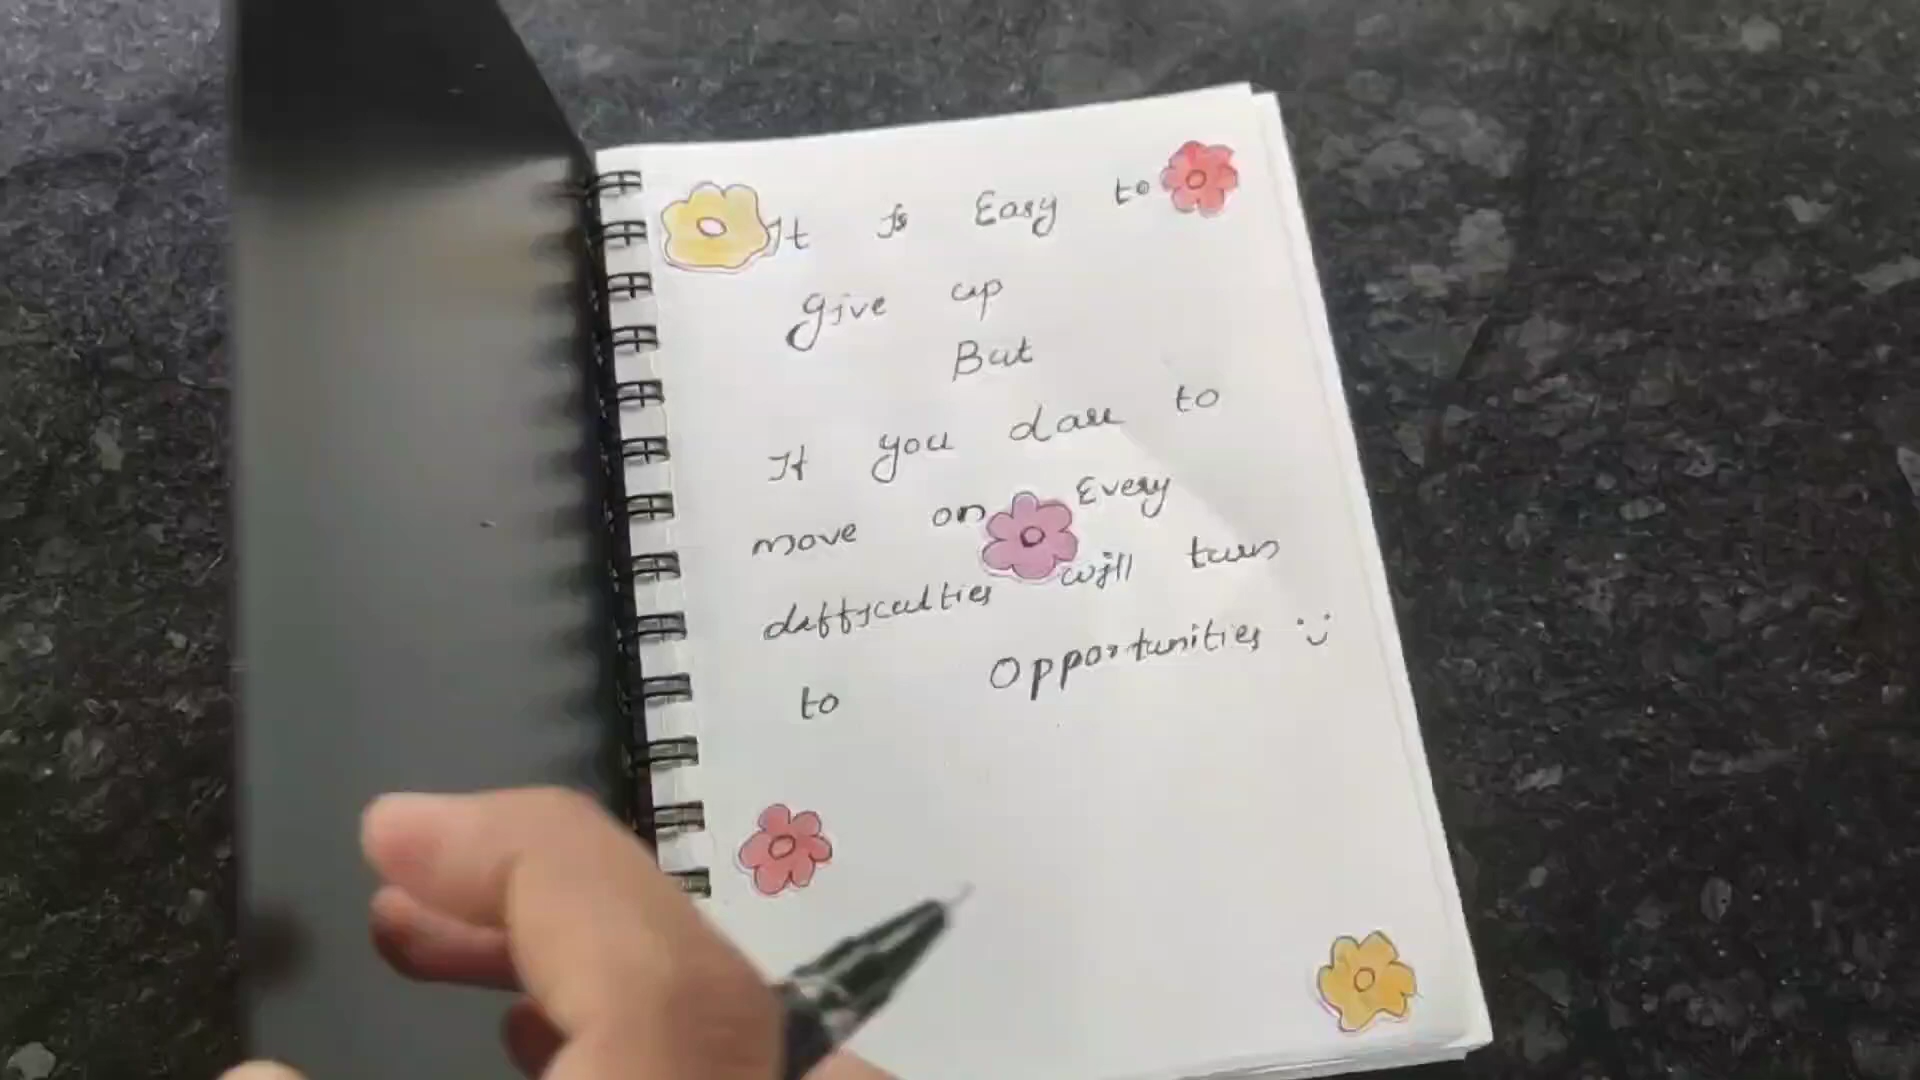 It is Easy to
give up
But
If you dare to
move on Every
difficulties will turn
to Opportunities :)